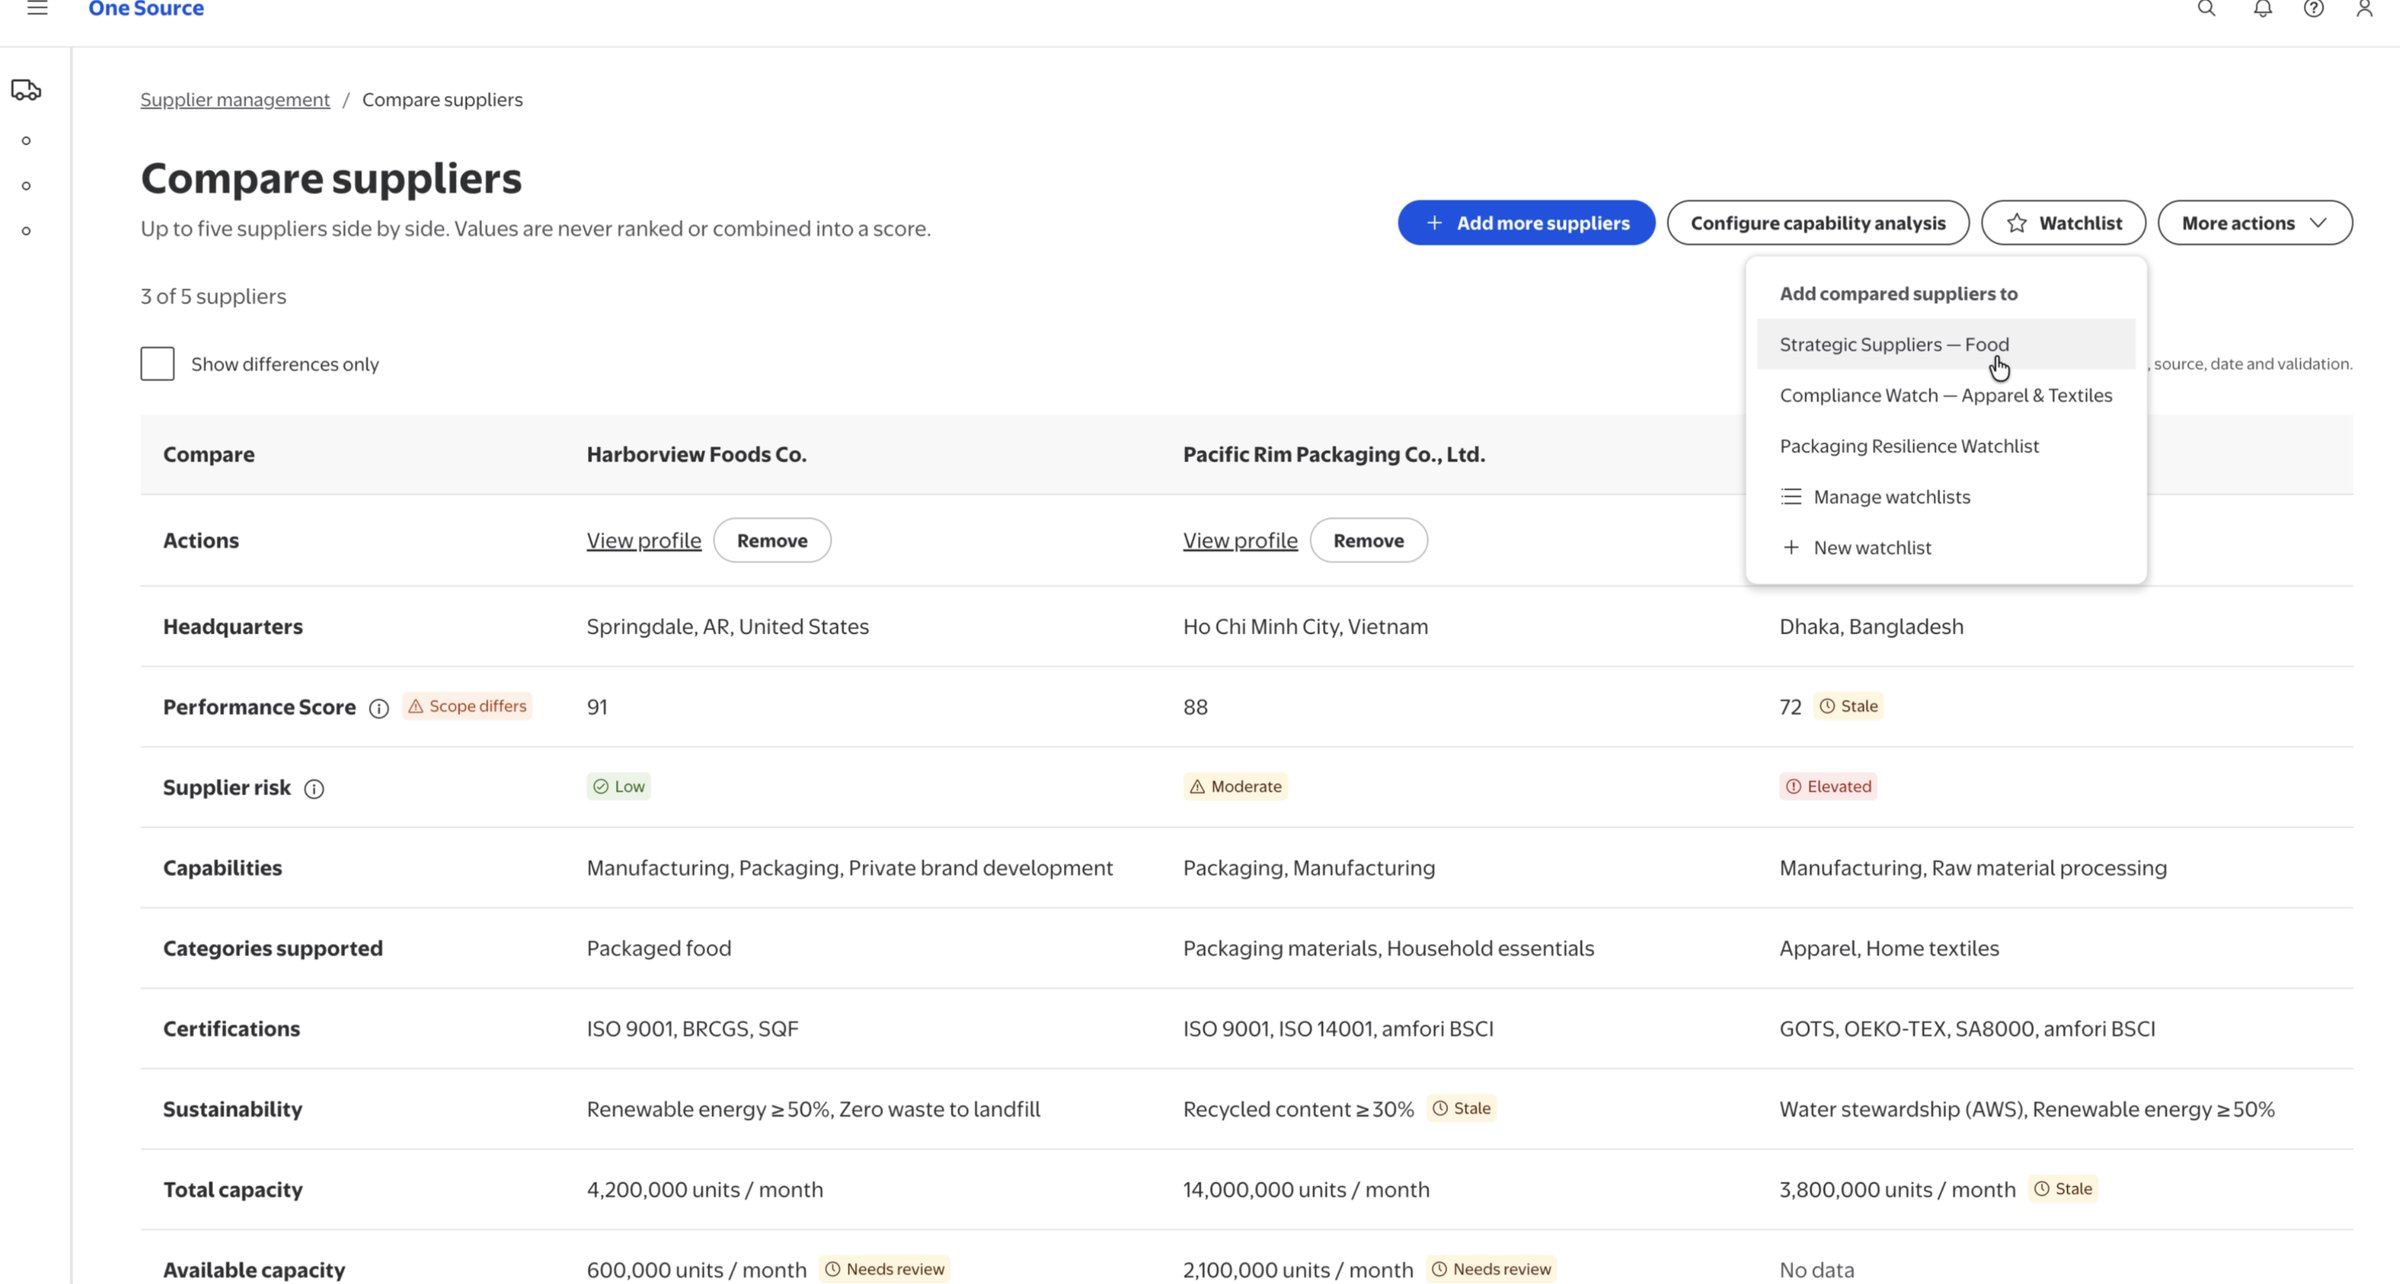 One Source
Supplier management / Compare suppliers
Compare suppliers
Up to five suppliers side by side. Values are never ranked or combined into a score.
+ Add more suppliers
Configure capability analysis
Watchlist
More actions
3 of 5 suppliers
Add compared suppliers to
Strategic Suppliers — Food
Compliance Watch — Apparel & Textiles
Packaging Resilience Watchlist
Manage watchlists
+ New watchlist
Show differences only
, source, date and validation.
Compare Harborview Foods Co. Pacific Rim Packaging Co., Ltd.
Actions View profile Remove View profile Remove
Headquarters Springdale, AR, United States Ho Chi Minh City, Vietnam Dhaka, Bangladesh
Performance Score Scope differs 91 88 72 Stale
Supplier risk Low Moderate Elevated
Capabilities Manufacturing, Packaging, Private brand development Packaging, Manufacturing Manufacturing, Raw material processing
Categories supported Packaged food Packaging materials, Household essentials Apparel, Home textiles
Certifications ISO 9001, BRCGS, SQF ISO 9001, ISO 14001, amfori BSCI GOTS, OEKO-TEX, SA8000, amfori BSCI
Sustainability Renewable energy ≥50%, Zero waste to landfill Recycled content ≥30% Stale Water stewardship (AWS), Renewable energy ≥50%
Total capacity 4,200,000 units / month 14,000,000 units / month 3,800,000 units / month Stale
Available capacity 600,000 units / month Needs review 2,100,000 units / month Needs review No data